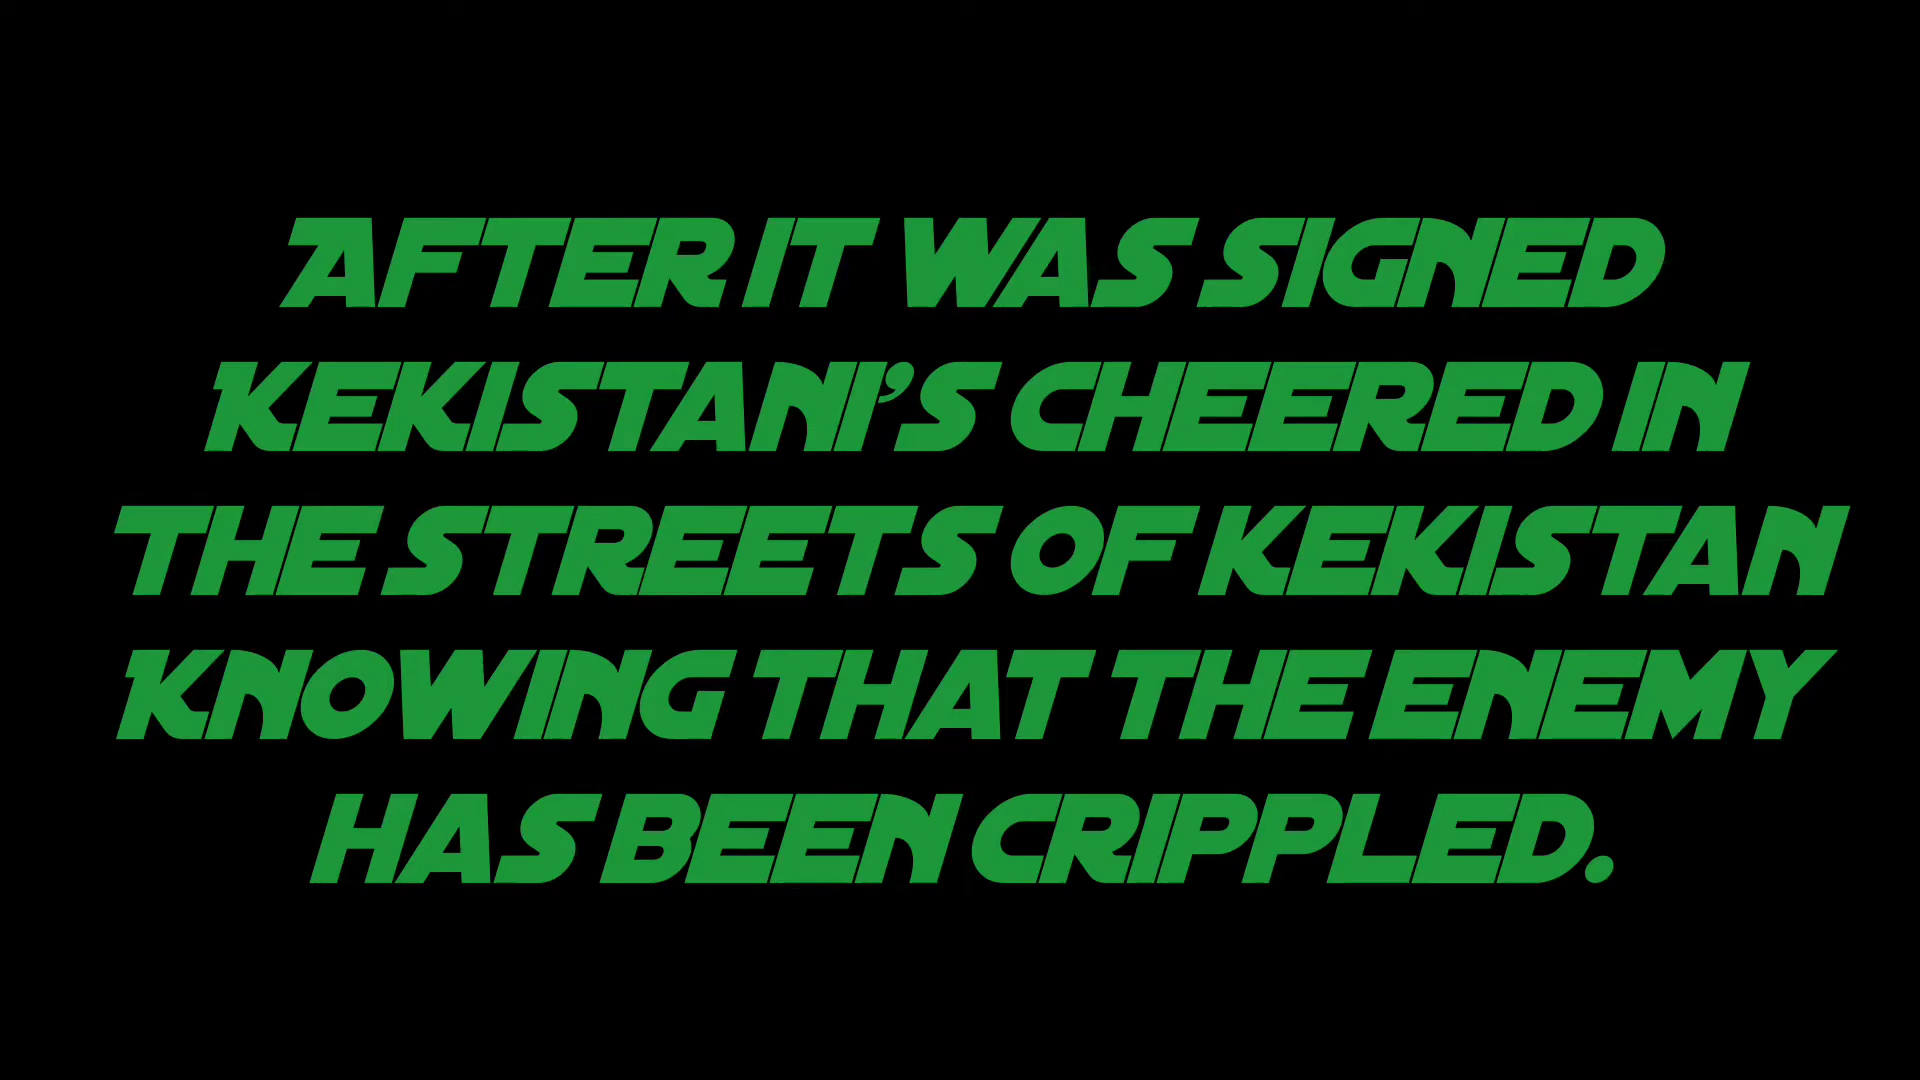 AFTER IT WAS SIGNED
KEKISTANI'S CHEERED IN
THE STREETS OF KEKISTAN
KNOWING THAT THE ENEMY
HAS BEEN CRIPPLED.